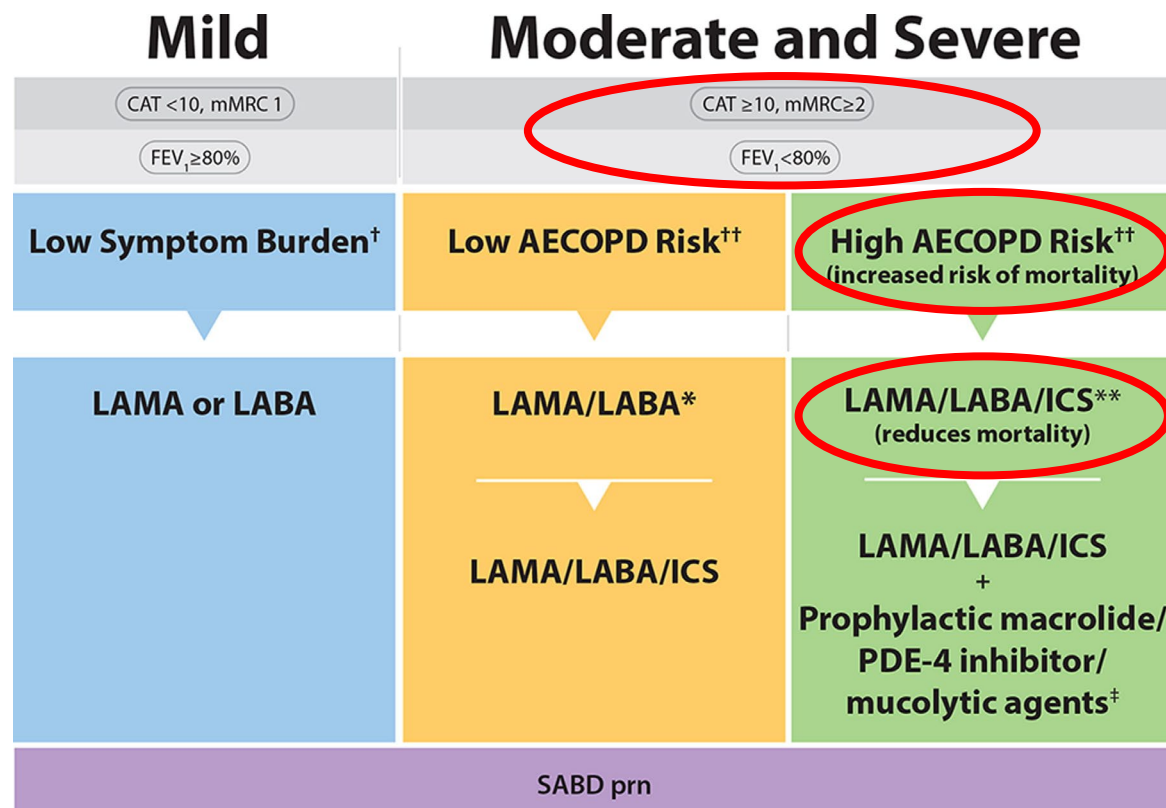 Mild
Moderate and Severe
CAT <10, mMRC 1
CAT ≥10, mMRC≥2
FEV₁≥80%
FEV₁<80%
Low Symptom Burden†
Low AECOPD Risk††
High AECOPD Risk††
(increased risk of mortality)
LAMA or LABA
LAMA/LABA*
LAMA/LABA/ICS**
(reduces mortality)
LAMA/LABA/ICS
LAMA/LABA/ICS
+
Prophylactic macrolide/
PDE-4 inhibitor/
mucolytic agents‡
SABD prn